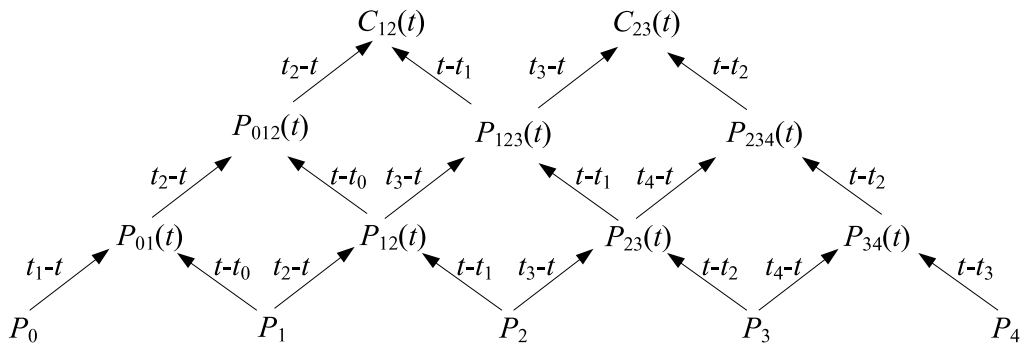 C₁₂(t) C₂₃(t)
t₂-t t-t₁ t₃-t t-t₂
P₀₁₂(t) P₁₂₃(t) P₂₃₄(t)
t₂-t t-t₀ t₃-t t-t₁ t₄-t t-t₂
P₀₁(t) P₁₂(t) P₂₃(t) P₃₄(t)
t₁-t t-t₀ t₂-t t-t₁ t₃-t t-t₂ t₄-t t-t₃
P₀ P₁ P₂ P₃ P₄